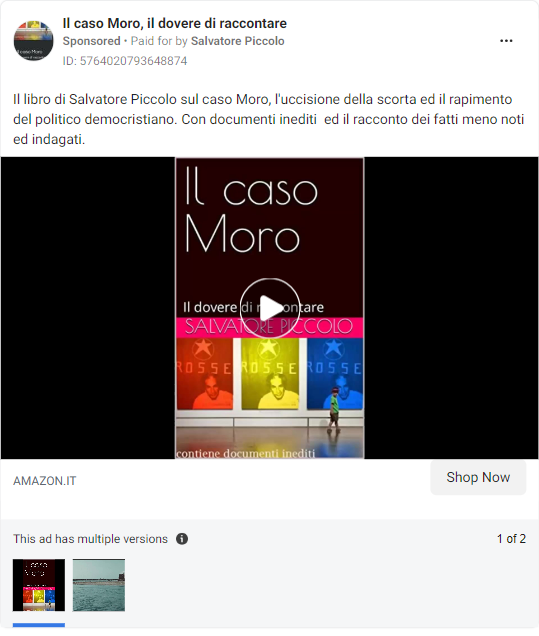 Il caso Moro, il dovere di raccontare
Sponsored • Paid for by Salvatore Piccolo
ID: 5764020793648874
Il libro di Salvatore Piccolo sul caso Moro, l'uccisione della scorta ed il rapimento
del politico democristiano. Con documenti inediti ed il racconto dei fatti meno noti
ed indagati.
Il caso
Moro
Il dovere di raccontare
SALVATORE PICCOLO
ROSSE ROSSE ROSSE
contiene documenti inediti
AMAZON.IT
Shop Now
This ad has multiple versions
1 of 2